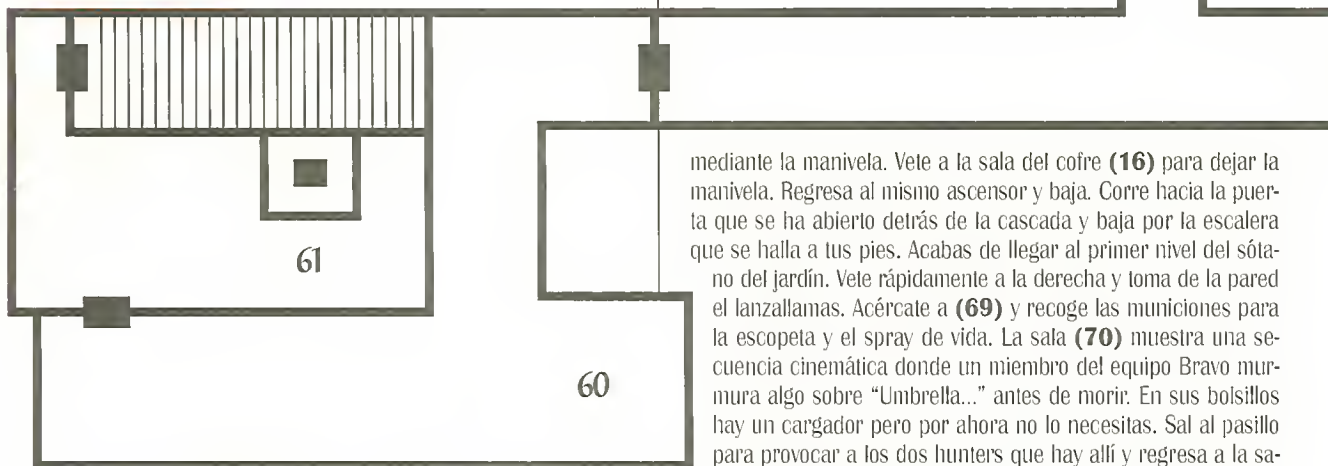 mediante la manivela. Vete a la sala del cofre (16) para dejar la
manivela. Regresa al mismo ascensor y baja. Corre hacia la puer-
ta que se ha abierto detrás de la cascada y baja por la escalera
que se halla a tus pies. Acabas de llegar al primer nivel del sóta-
no del jardín. Vete rápidamente a la derecha y toma de la pared
el lanzallamas. Acércate a (69) y recoge las municiones para
la escopeta y el spray de vida. La sala (70) muestra una se-
cuencia cinemática donde un miembro del equipo Bravo mur-
mura algo sobre "Umbrella..." antes de morir. En sus bolsillos
hay un cargador pero por ahora no lo necesitas. Sal al pasillo
para provocar a los dos hunters que hay allí y regresa a la sa-
61
60